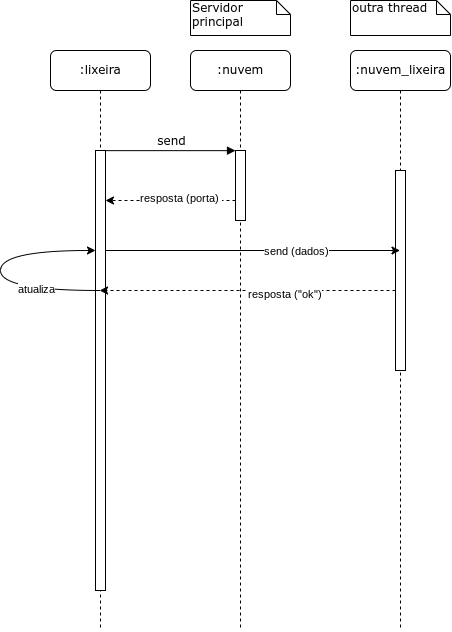 Servidor
principal
outra thread
:lixeira
:nuvem
:nuvem_lixeira
send
resposta (porta)
send (dados)
atualiza
resposta ("ok")